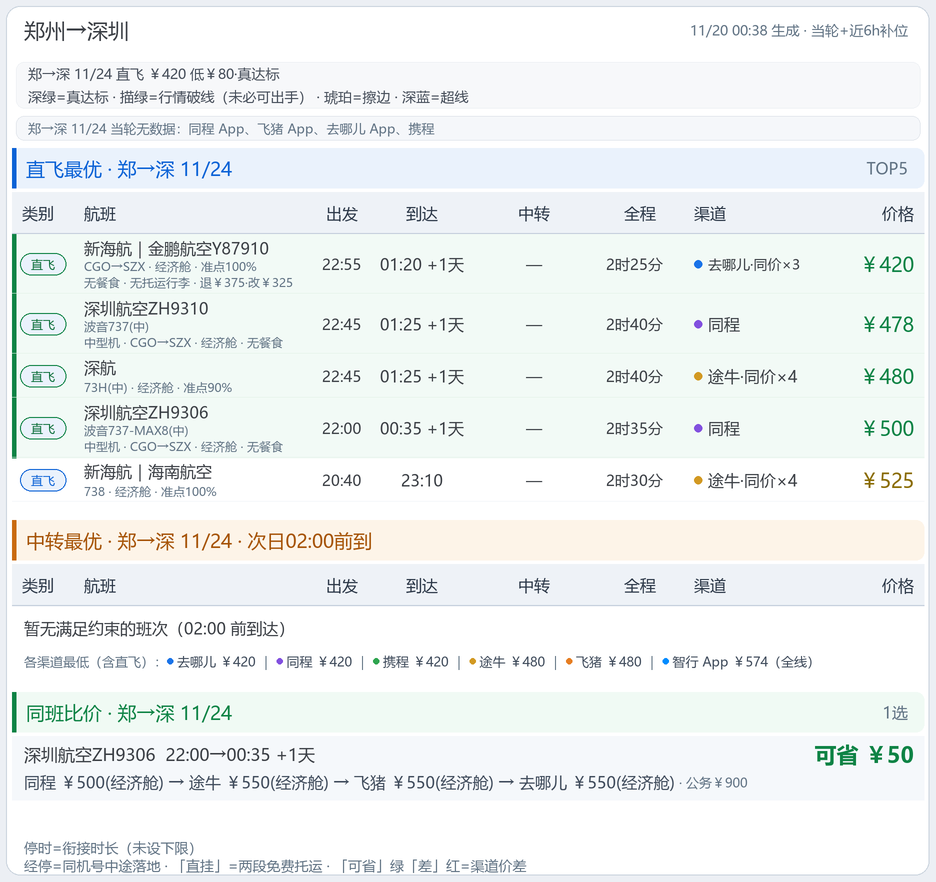 郑州→深圳
11/20 00:38 生成 · 当轮+近6h补位
郑→深 11/24 直飞 ¥420 低¥80·真达标
深绿=真达标 · 描绿=行情破线（未必可出手） · 琥珀=擦边 · 深蓝=超线
郑→深 11/24 当轮无数据：同程 App、飞猪 App、去哪儿 App、携程
直飞最优 · 郑→深 11/24 TOP5
类别 航班 出发 到达 中转 全程 渠道 价格
新海航｜金鹏航空Y87910
直飞 CGO→SZX · 经济舱 · 准点100% 22:55 01:20 +1天 — 2时25分 去哪儿·同价×3 ¥420
无餐食 · 无托运行李 · 退¥375·改¥325
深圳航空ZH9310
直飞 波音737(中) 22:45 01:25 +1天 — 2时40分 同程 ¥478
中型机 · CGO→SZX · 经济舱 · 无餐食
深航
直飞 22:45 01:25 +1天 — 2时40分 途牛·同价×4 ¥480
73H(中) · 经济舱 · 准点90%
深圳航空ZH9306
直飞 波音737-MAX8(中) 22:00 00:35 +1天 — 2时35分 同程 ¥500
中型机 · CGO→SZX · 经济舱 · 无餐食
新海航｜海南航空
直飞 20:40 23:10 — 2时30分 途牛·同价×4 ¥525
738 · 经济舱 · 准点100%
中转最优 · 郑→深 11/24 · 次日02:00前到
类别 航班 出发 到达 中转 全程 渠道 价格
暂无满足约束的班次（02:00 前到达）
各渠道最低（含直飞）: 去哪儿 ¥420 ｜ 同程 ¥420 ｜ 携程 ¥420 ｜ 途牛 ¥480 ｜ 飞猪 ¥480 ｜ 智行 App ¥574（全线）
同班比价 · 郑→深 11/24 1选
深圳航空ZH9306 22:00→00:35 +1天 可省 ¥50
同程 ¥500(经济舱) → 途牛 ¥550(经济舱) → 飞猪 ¥550(经济舱) → 去哪儿 ¥550(经济舱) · 公务¥900
停时=衔接时长（未设下限）
经停=同机号中途落地 · 「直挂」=两段免费托运 · 「可省」绿「差」红=渠道价差